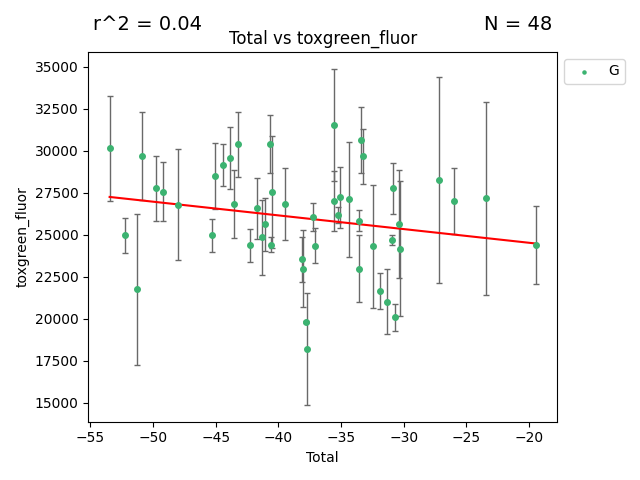 r^2 = 0.04
N = 48
Total vs toxgreen_fluor
G
toxgreen_fluor
35000
32500
30000
27500
25000
22500
20000
17500
15000
−55
−50
−45
−40
−35
−30
−25
−20
Total